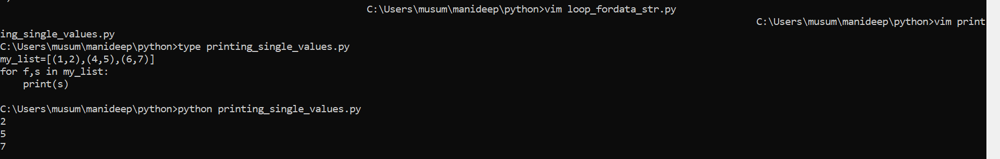 C:\Users\musum\manideep\python>vim loop_fordata_str.py
C:\Users\musum\manideep\python>vim print
ing_single_values.py
C:\Users\musum\manideep\python>type printing_single_values.py
my_list=[(1,2),(4,5),(6,7)]
for f,s in my_list:
    print(s)

C:\Users\musum\manideep\python>python printing_single_values.py
2
5
7